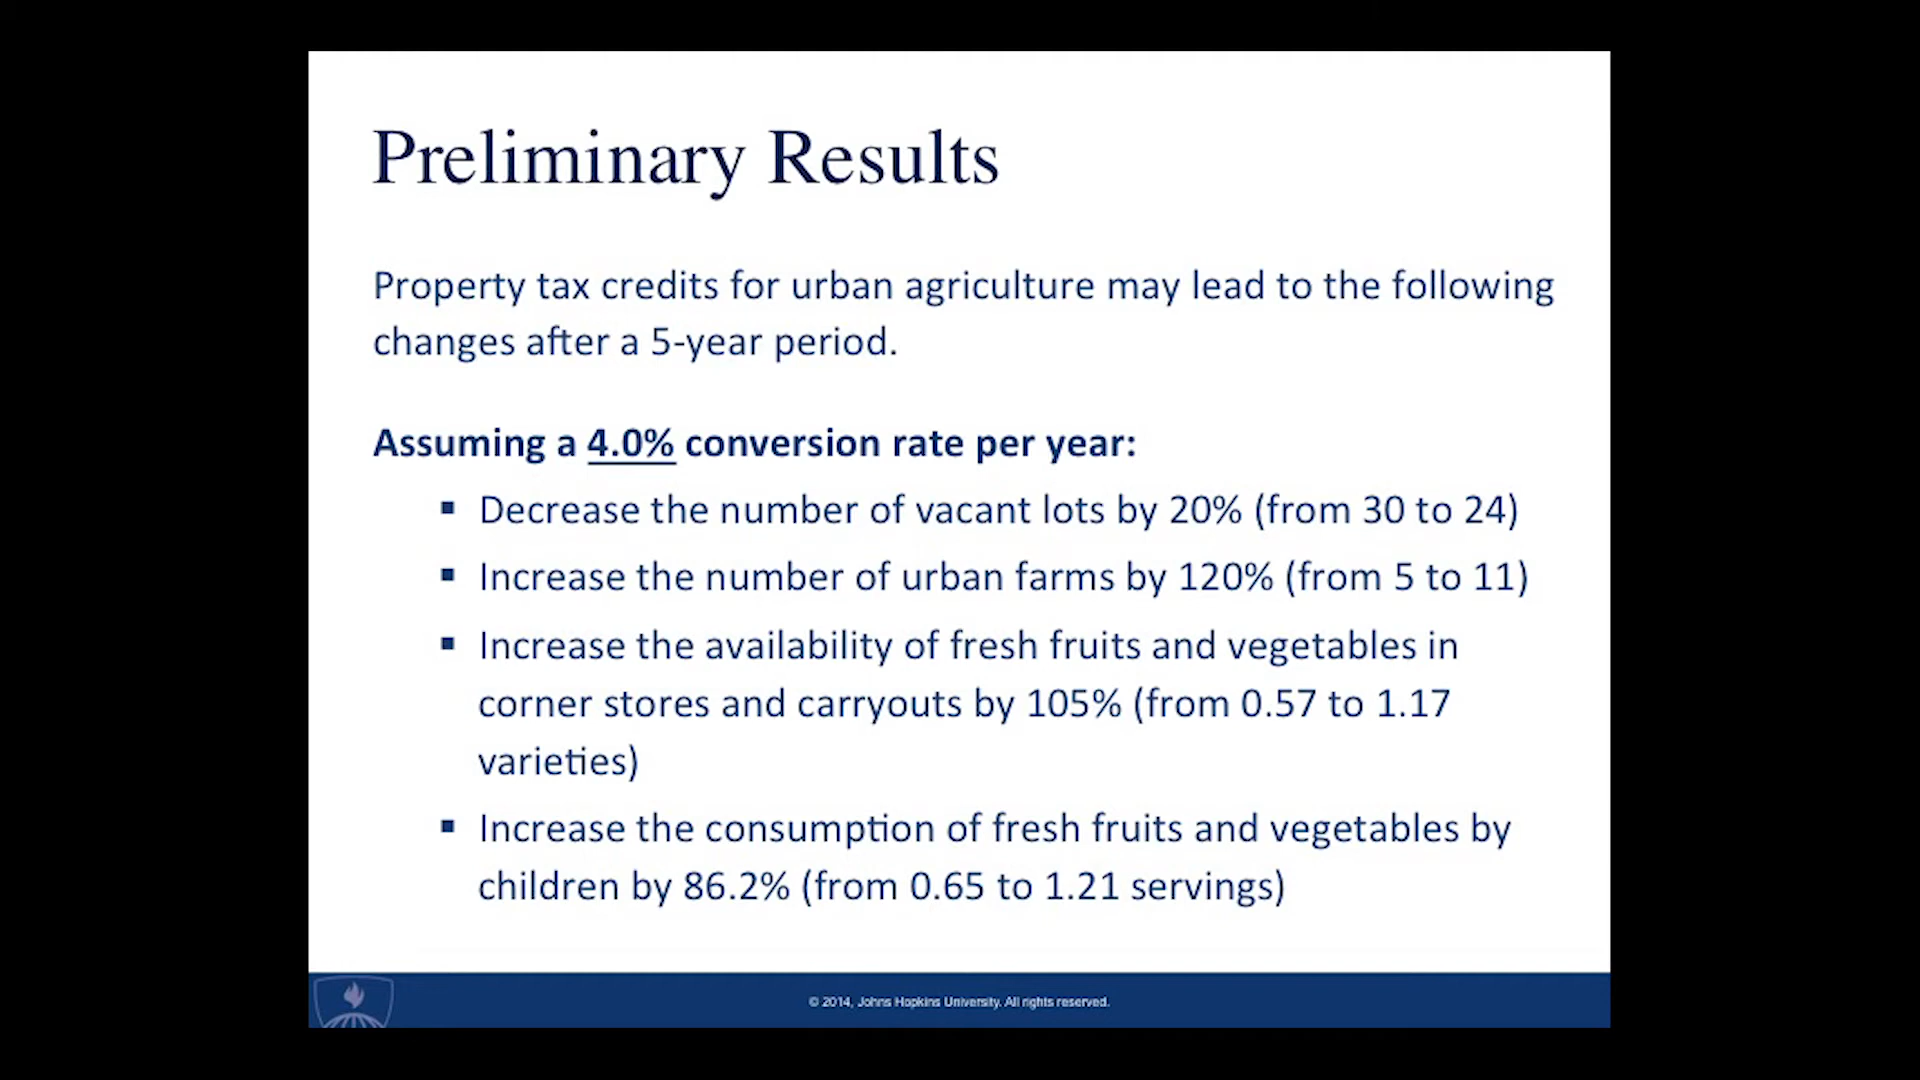 Preliminary Results
Property tax credits for urban agriculture may lead to the following
changes after a 5-year period.
Assuming a 4.0% conversion rate per year:
▪ Decrease the number of vacant lots by 20% (from 30 to 24)
▪ Increase the number of urban farms by 120% (from 5 to 11)
▪ Increase the availability of fresh fruits and vegetables in
corner stores and carryouts by 105% (from 0.57 to 1.17
varieties)
▪ Increase the consumption of fresh fruits and vegetables by
children by 86.2% (from 0.65 to 1.21 servings)
© 2014, Johns Hopkins University. All rights reserved.